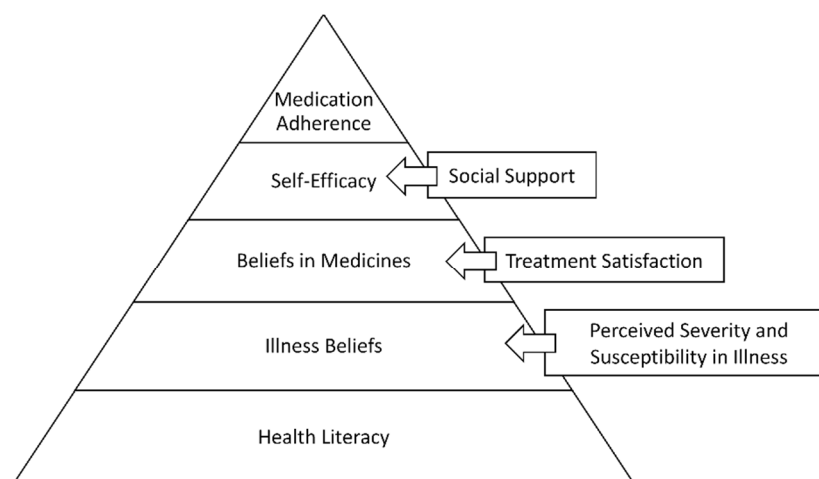 Medication
Adherence
Self-Efficacy
Social Support
Beliefs in Medicines
Treatment Satisfaction
Illness Beliefs
Perceived Severity and
Susceptibility in Illness
Health Literacy